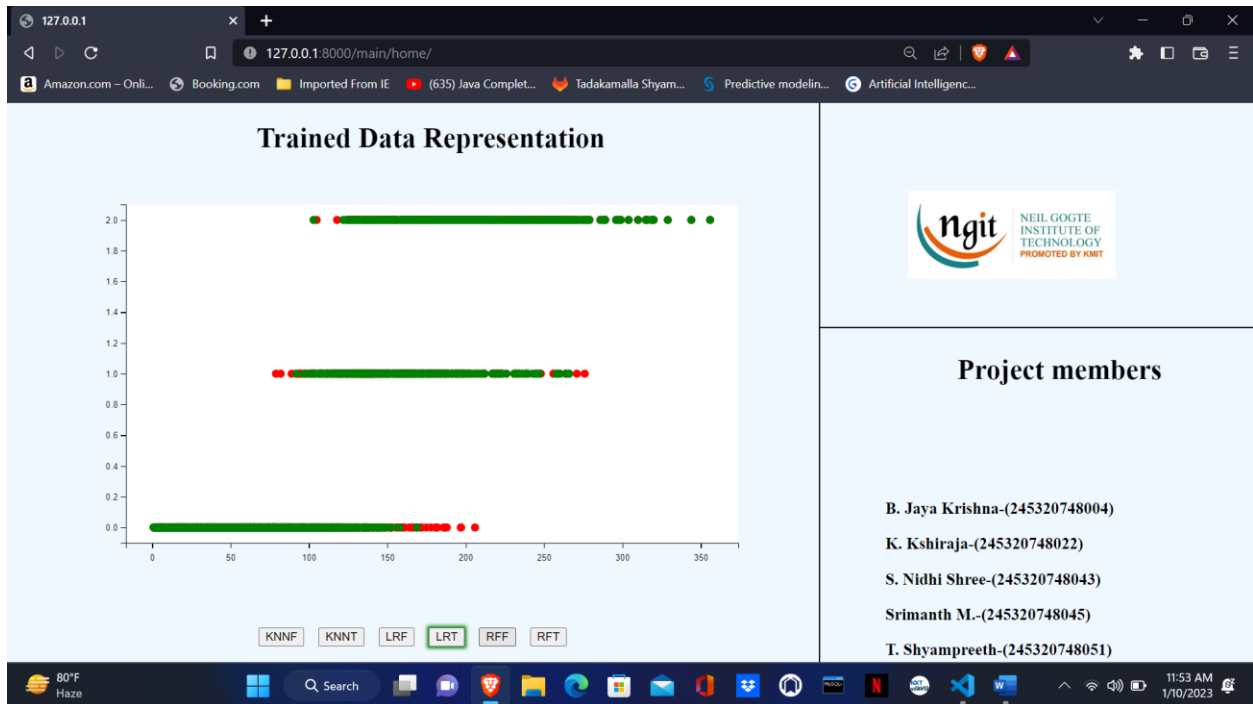 127.0.0.1
127.0.0.1:8000/main/home/
Amazon.com – Onli...
Booking.com
Imported From IE
(635) Java Complet...
Tadakamalla Shyam...
Predictive modelin...
Artificial Intelligenc...
Trained Data Representation
2.0
1.8
1.6
1.4
1.2
1.0
0.8
0.6
0.4
0.2
0.0
0 50 100 150 200 250 300 350
KNNF KNNT LRF LRT RFF RFT
ngit
NEIL GOGTE
INSTITUTE OF
TECHNOLOGY
PROMOTED BY KMIT
Project members
B. Jaya Krishna-(245320748004)
K. Kshiraja-(245320748022)
S. Nidhi Shree-(245320748043)
Srimanth M.-(245320748045)
T. Shyampreeth-(245320748051)
80°F
Haze
Search
11:53 AM
1/10/2023